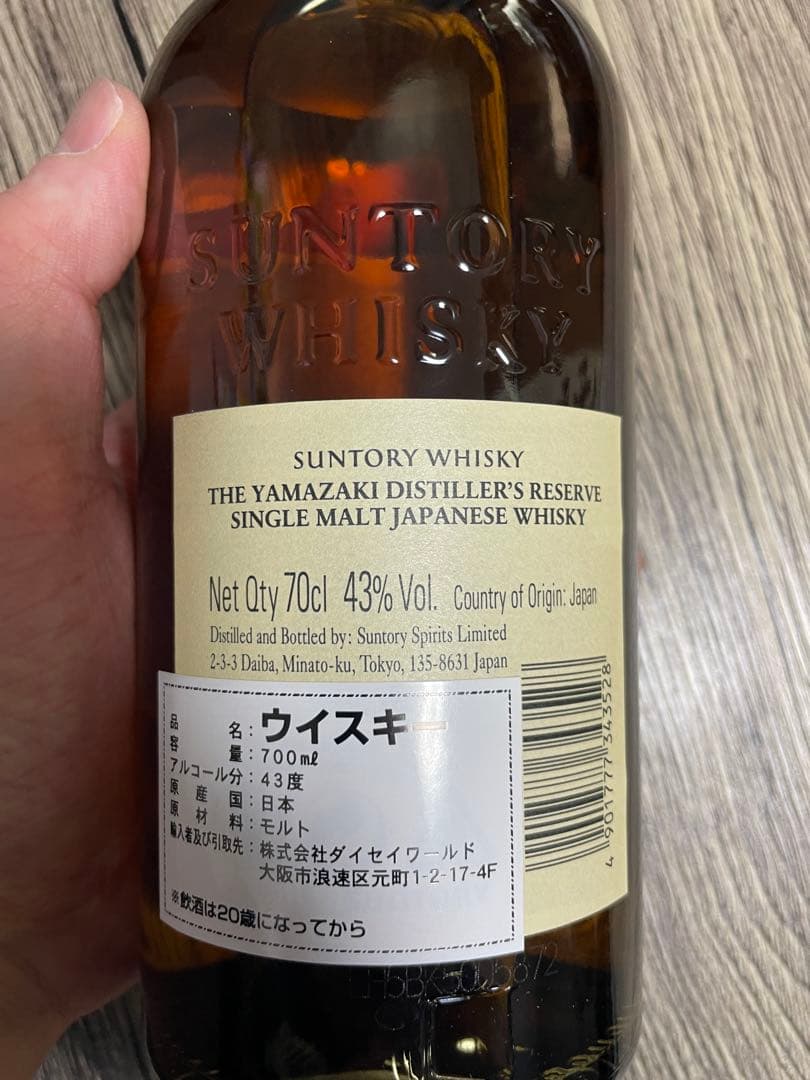 SUNTORY
WHISKY
SUNTORY WHISKY
THE YAMAZAKI DISTILLER'S RESERVE
SINGLE MALT JAPANESE WHISKY
Net Qty 70cl 43% Vol. Country of Origin: Japan
Distilled and Bottled by: Suntory Spirits Limited
2-3-3 Daiba, Minato-ku, Tokyo, 135-8631 Japan
品名:ウイスキー
容量:700㎖
アルコール分:43度
原産国:日本
原材料:モルト
輸入者及び引取先:株式会社ダイセイワールド
大阪市浪速区元町1-2-17-4F
※飲酒は20歳になってから
4 901777 343528